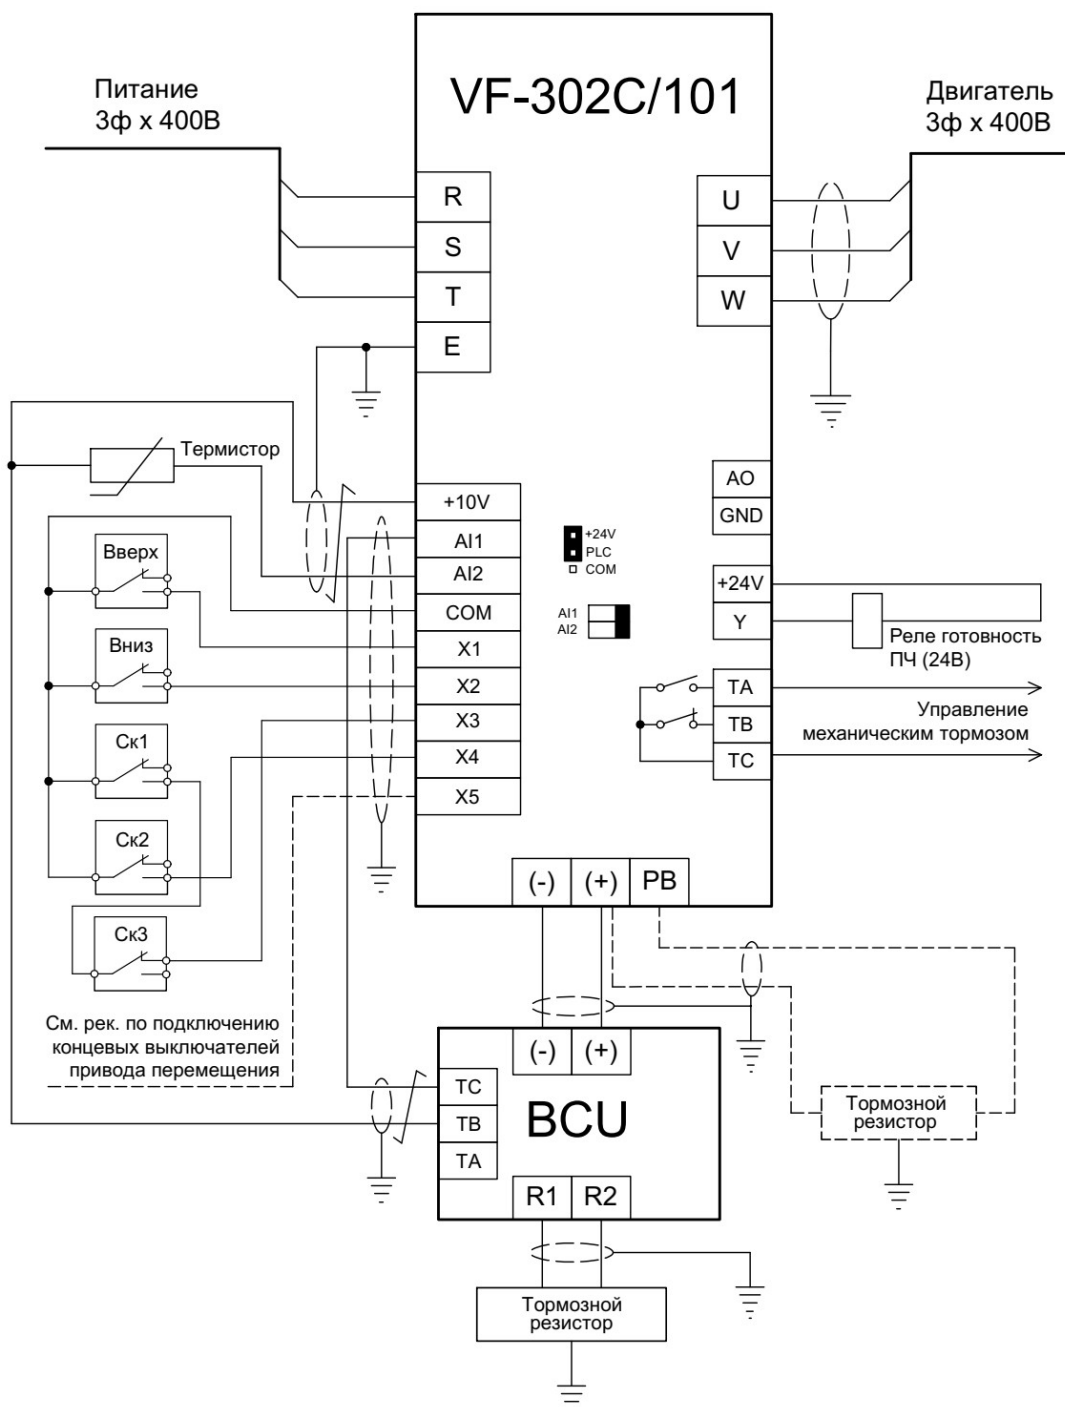 VF-302C/101
Питание
3ф x 400В
Двигатель
3ф x 400В
R
S
T
E
U
V
W
Термистор
+10V
AI1
AI2
COM
X1
X2
X3
X4
X5
Вверх
Вниз
Ск1
Ск2
Ск3
+24V
PLC
COM
AI1
AI2
AO
GND
+24V
Y
Реле готовность
ПЧ (24В)
TA
TB
TC
Управление
механическим тормозом
(-)
(+)
PB
См. рек. по подключению
концевых выключателей
привода перемещения
(-)
(+)
TC
TB
TA
BCU
R1
R2
Тормозной
резистор
Тормозной
резистор